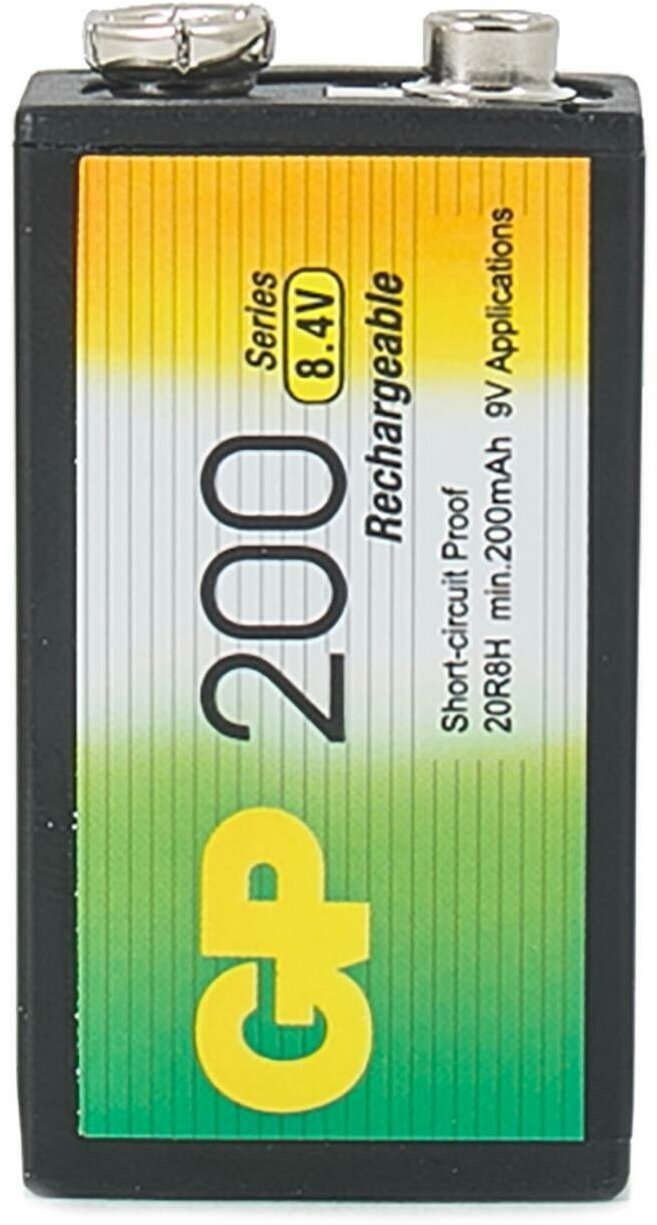 GP 200
Series
8.4V
Rechargeable
Short-circuit Proof
20R8H min.200mAh 9V Applications